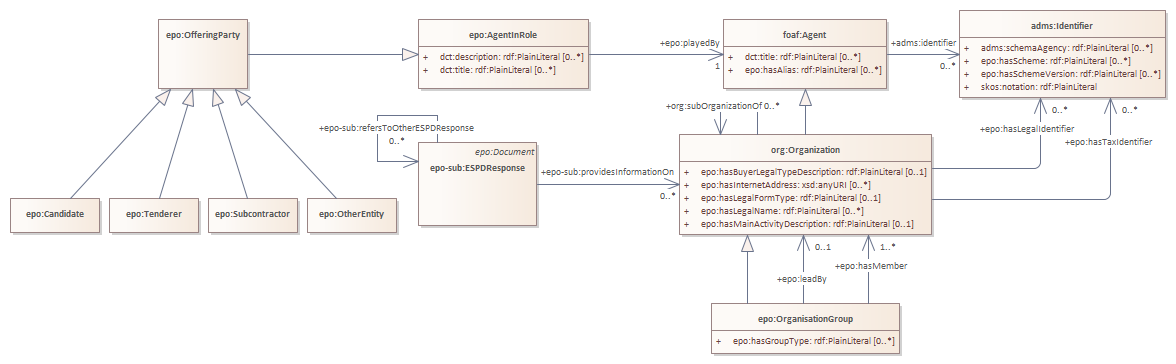 epo:OfferingParty
epo:AgentInRole
+ dct:description: rdf:PlainLiteral [0..*]
+ dct:title: rdf:PlainLiteral [0..*]
+epo:playedBy
1
foaf:Agent
+ dct:title: rdf:PlainLiteral [0..*]
+ epo:hasAlias: rdf:PlainLiteral [0..*]
+adms:identifier
0..*
adms:Identifier
+ adms:schemaAgency: rdf:PlainLiteral [0..*]
+ epo:hasScheme: rdf:PlainLiteral [0..*]
+ epo:hasSchemeVersion: rdf:PlainLiteral [0..*]
+ skos:notation: rdf:PlainLiteral
+org:subOrganizationOf 0..*
0..*
+epo:hasLegalIdentifier
0..*
+epo:hasTaxIdentifier
+epo-sub:refersToOtherESPDResponse
0..*
epo:Document
epo-sub:ESPDResponse
+epo-sub:providesInformationOn
0..*
org:Organization
+ epo:hasBuyerLegalTypeDescription: rdf:PlainLiteral [0..1]
+ epo:hasInternetAddress: xsd:anyURI [0..*]
+ epo:hasLegalFormType: rdf:PlainLiteral [0..1]
+ epo:hasLegalName: rdf:PlainLiteral [0..*]
+ epo:hasMainActivityDescription: rdf:PlainLiteral [0..1]
epo:Candidate
epo:Tenderer
epo:Subcontractor
epo:OtherEntity
0..1
+epo:leadBy
1..*
+epo:hasMember
epo:OrganisationGroup
+ epo:hasGroupType: rdf:PlainLiteral [0..*]